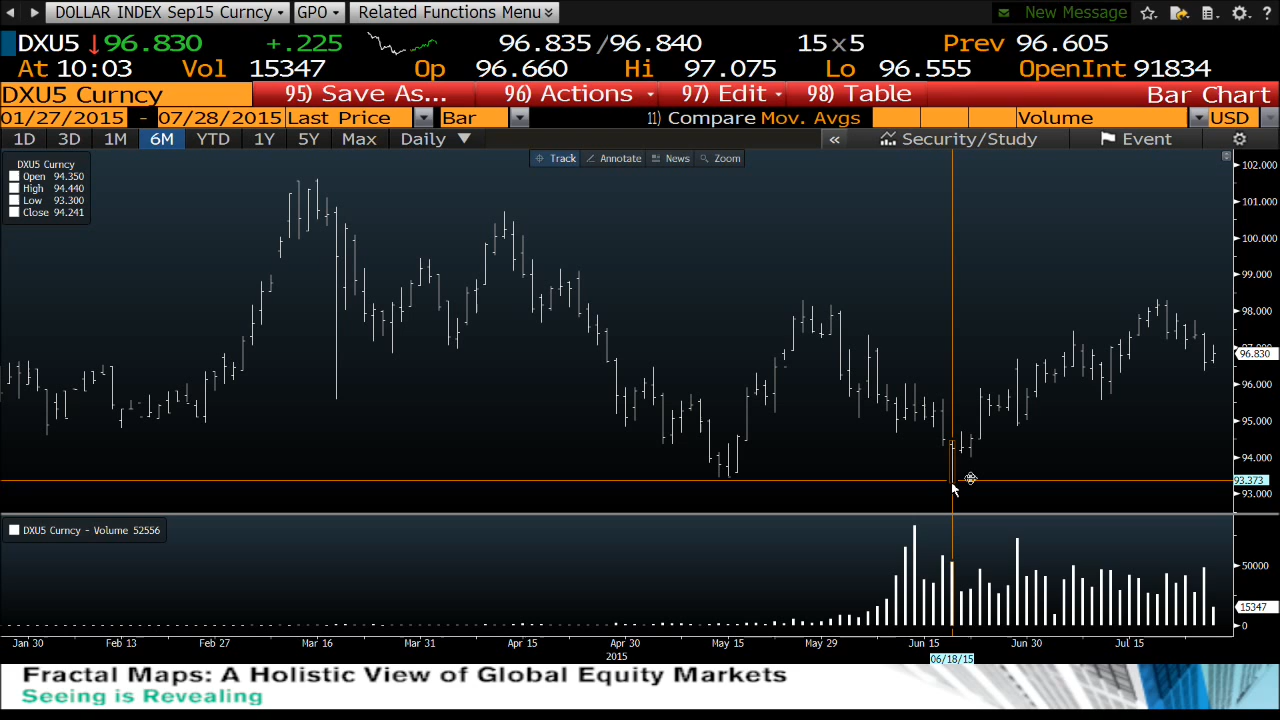 DOLLAR INDEX Sep15 Curncy GPO Related Functions Menu New Message
DXU5 96.830 +.225 96.835/96.840 15x5 Prev 96.605
At 10:03 Vol 15347 Op 96.660 Hi 97.075 Lo 96.555 OpenInt 91834
DXU5 Curncy 95) Save As... 96) Actions 97) Edit 98) Table Bar Chart
01/27/2015 - 07/28/2015 Last Price Bar 11) Compare Mov. Avgs Volume USD
1D 3D 1M 6M YTD 1Y 5Y Max Daily « Security/Study Event
Track Annotate News Zoom
DXU5 Curncy
Open 94.350
High 94.440
Low 93.300
Close 94.241
102.000
101.000
100.000
99.000
98.000
96.830
96.000
95.000
94.000
93.373
93.000
DXU5 Curncy - Volume 52556
50000
15347
0
Jan 30 Feb 13 Feb 27 Mar 16 Mar 31 Apr 15 Apr 30 May 15 May 29 Jun 15 Jun 30 Jul 15
2015 06/18/15
Fractal Maps: A Holistic View of Global Equity Markets
Seeing is Revealing